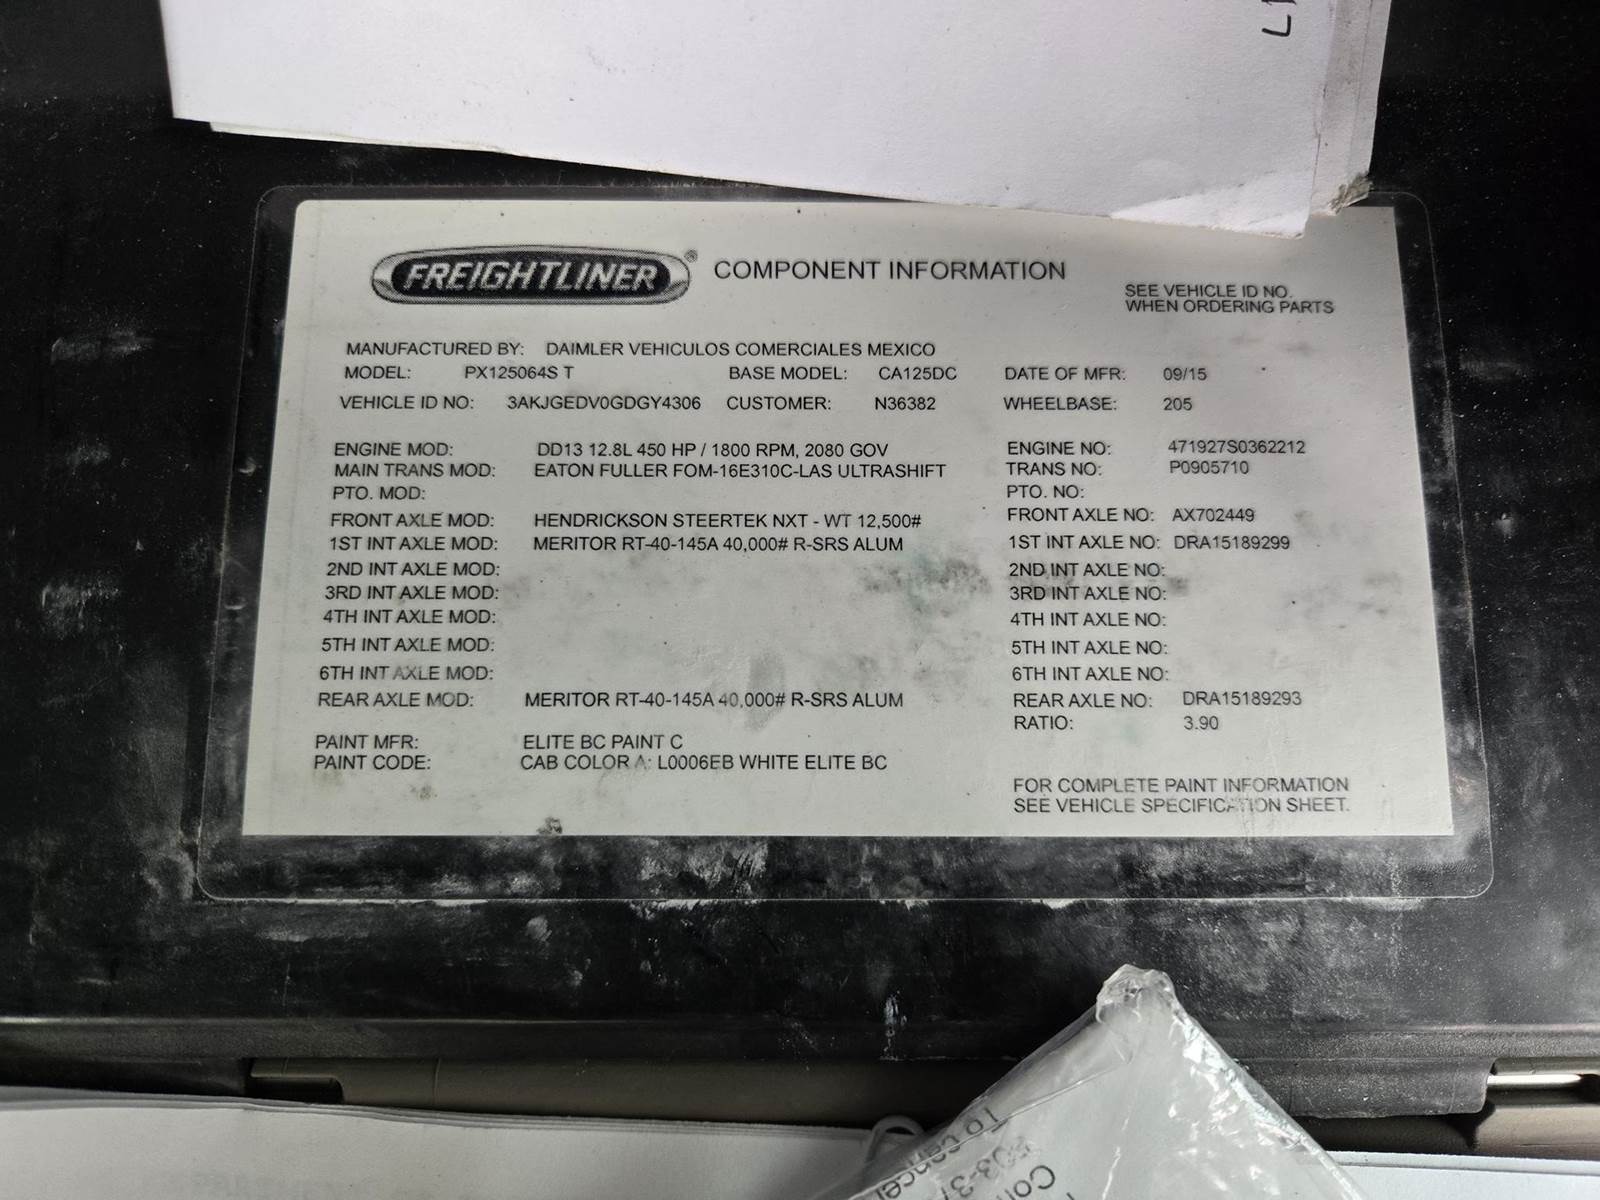 FREIGHTLINER® COMPONENT INFORMATION
SEE VEHICLE ID NO.
WHEN ORDERING PARTS
MANUFACTURED BY: DAIMLER VEHICULOS COMERCIALES MEXICO
MODEL: PX125064S T BASE MODEL: CA125DC DATE OF MFR: 09/15
VEHICLE ID NO: 3AKJGEDV0GDGY4306 CUSTOMER: N36382 WHEELBASE: 205
ENGINE MOD: DD13 12.8L 450 HP / 1800 RPM, 2080 GOV ENGINE NO: 471927S0362212
MAIN TRANS MOD: EATON FULLER FOM-16E310C-LAS ULTRASHIFT TRANS NO: P0905710
PTO. MOD: PTO. NO:
FRONT AXLE MOD: HENDRICKSON STEERTEK NXT - WT 12,500# FRONT AXLE NO: AX702449
1ST INT AXLE MOD: MERITOR RT-40-145A 40,000# R-SRS ALUM 1ST INT AXLE NO: DRA15189299
2ND INT AXLE MOD: 2ND INT AXLE NO:
3RD INT AXLE MOD: 3RD INT AXLE NO:
4TH INT AXLE MOD: 4TH INT AXLE NO:
5TH INT AXLE MOD: 5TH INT AXLE NO:
6TH INT AXLE MOD: 6TH INT AXLE NO:
REAR AXLE MOD: MERITOR RT-40-145A 40,000# R-SRS ALUM REAR AXLE NO: DRA15189293
RATIO: 3.90
PAINT MFR: ELITE BC PAINT C
PAINT CODE: CAB COLOR A: L0006EB WHITE ELITE BC
FOR COMPLETE PAINT INFORMATION
SEE VEHICLE SPECIFICATION SHEET.
To cancel